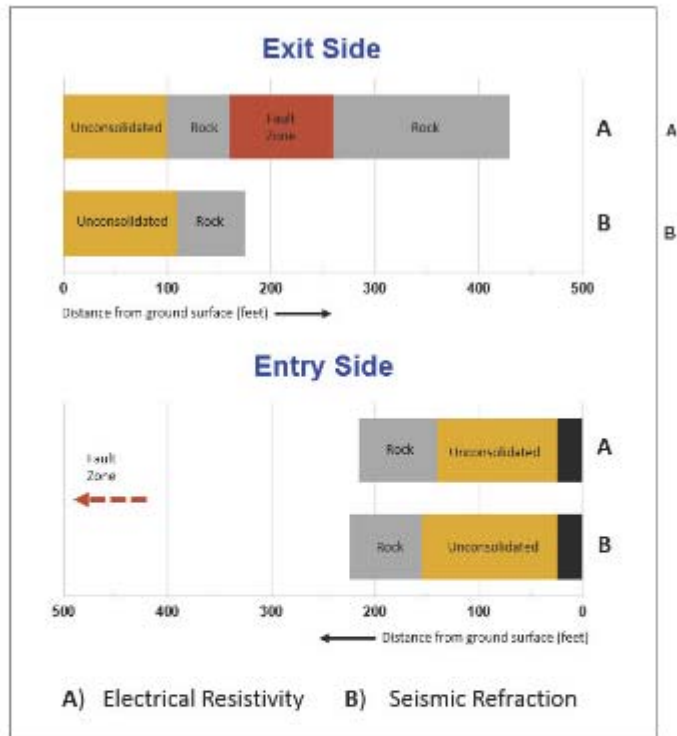 Exit Side
Unconsolidated Rock Fault Rock A
Zone
A
Unconsolidated Rock B
B
0 100 200 300 400 500
Distance from ground surface (feet)
Entry Side
Rock Unconsolidated A
Fault
Zone
Rock Unconsolidated B
500 400 300 200 100 0
Distance from ground surface (feet)
A) Electrical Resistivity B) Seismic Refraction